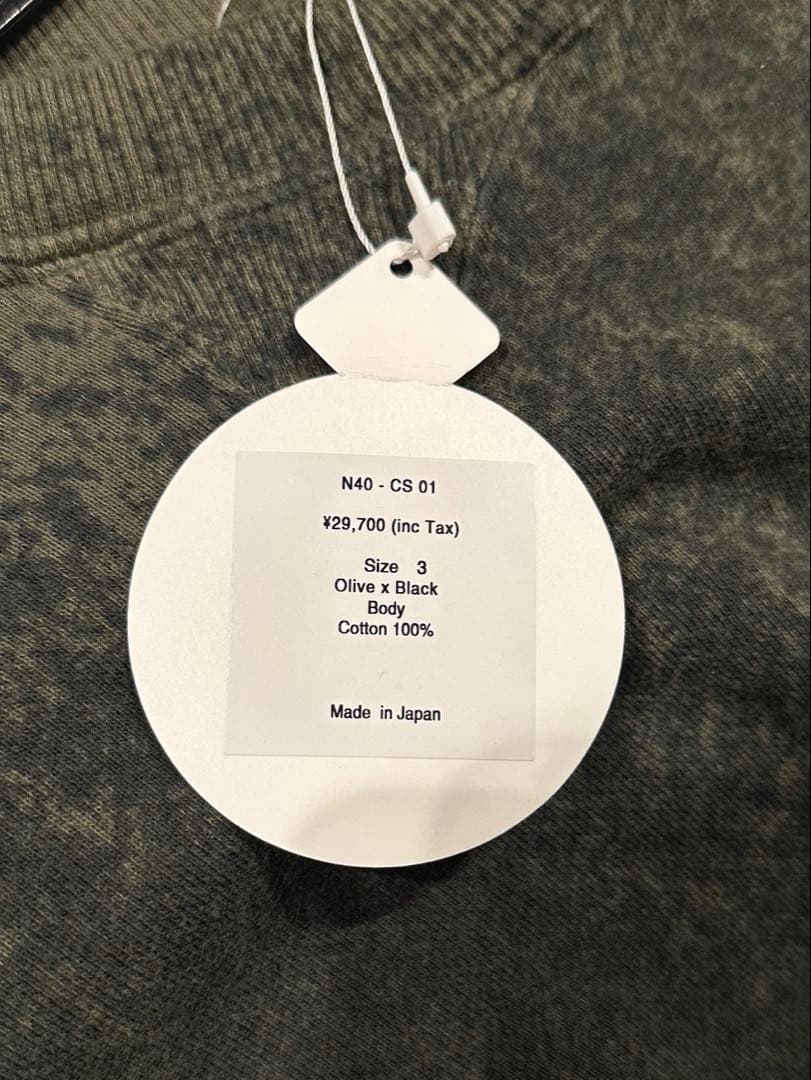 N40 - CS 01
¥29,700 (inc Tax)
Size 3
Olive x Black
Body
Cotton 100%
Made in Japan